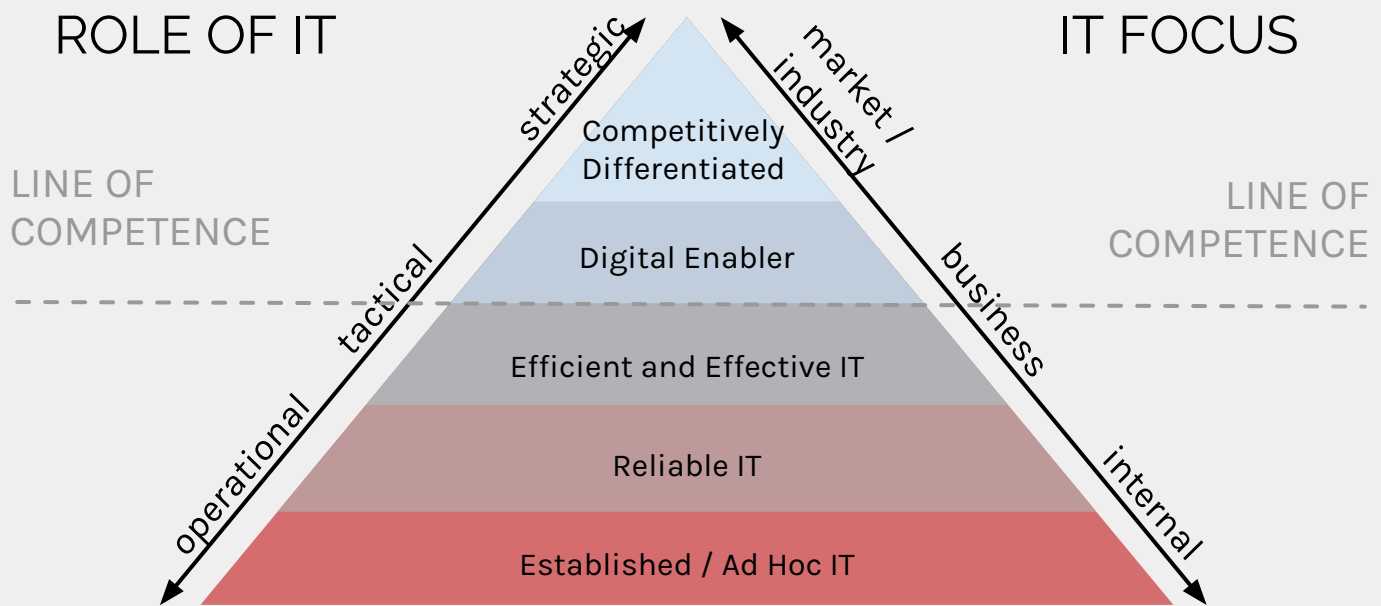 ROLE OF IT
IT FOCUS
strategic
market /
industry
Competitively
Differentiated
LINE OF
COMPETENCE
LINE OF
COMPETENCE
tactical
Digital Enabler
business
Efficient and Effective IT
operational
Reliable IT
internal
Established / Ad Hoc IT